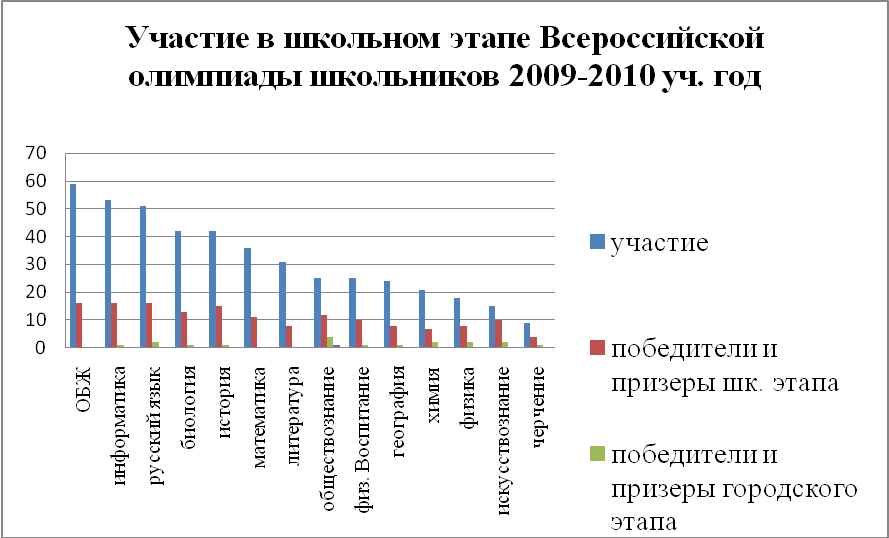 Участие в школьном этапе Всероссийской
олимпиады школьников 2009-2010 уч. год
70
60
50
40
30
20
10
0
ОБЖ
информатика
русский язык
биология
история
математика
литература
обществознание
физ. Воспитание
география
химия
физика
искусствознание
черчение
участие
победители и
призеры шк. этапа
победители и
призеры городского
этапа